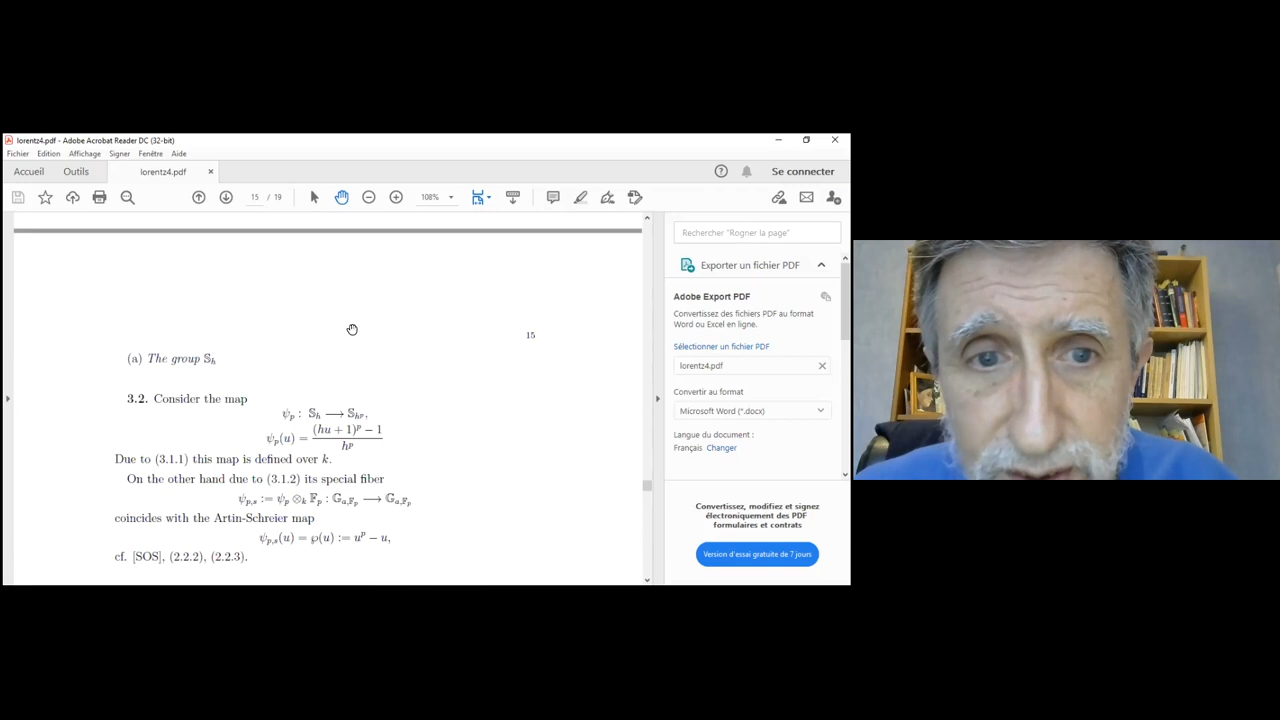 lorentz4.pdf - Adobe Acrobat Reader DC (32-bit)
Fichier Edition Affichage Signer Fenêtre Aide
Accueil Outils lorentz4.pdf ×
15 / 19 108%
15
(a) The group 𝕊_h
3.2. Consider the map
ψ_p : 𝕊_h ⟶ 𝕊_{h^p},
ψ_p(u) = ((hu + 1)^p − 1) / h^p
Due to (3.1.1) this map is defined over k.
On the other hand due to (3.1.2) its special fiber
ψ_{p,s} := ψ_p ⊗_k 𝔽_p : 𝔾_{a,𝔽_p} ⟶ 𝔾_{a,𝔽_p}
coincides with the Artin-Schreier map
ψ_{p,s}(u) = ℘(u) := u^p − u,
cf. [SOS], (2.2.2), (2.2.3).
Se connecter
Rechercher "Rogner la page"
Exporter un fichier PDF
Adobe Export PDF
Convertissez des fichiers PDF au format
Word ou Excel en ligne.
Sélectionner un fichier PDF
lorentz4.pdf
Convertir au format
Microsoft Word (*.docx)
Langue du document :
Français Changer
Convertissez, modifiez et signez
électroniquement des PDF
formulaires et contrats
Version d'essai gratuite de 7 jours